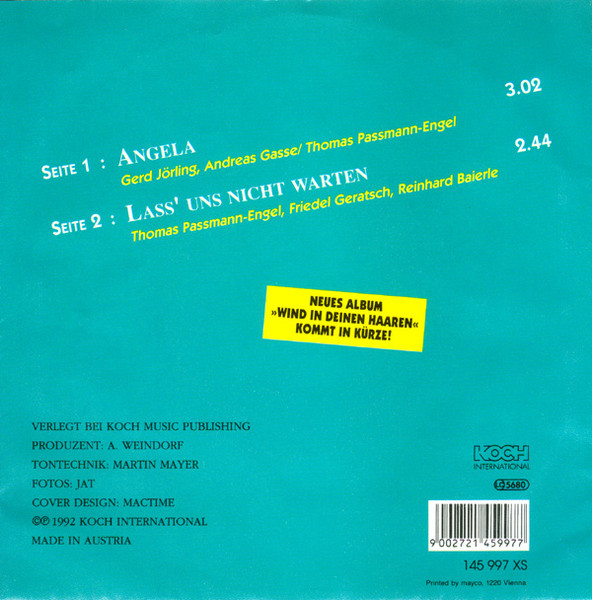 SEITE 1 : ANGELA 3.02
Gerd Jörling, Andreas Gasse/ Thomas Passmann-Engel
SEITE 2 : LASS' UNS NICHT WARTEN 2.44
Thomas Passmann-Engel, Friedel Geratsch, Reinhard Baierle
NEUES ALBUM
»WIND IN DEINEN HAAREN«
KOMMT IN KÜRZE!
VERLEGT BEI KOCH MUSIC PUBLISHING
PRODUZENT: A. WEINDORF
TONTECHNIK: MARTIN MAYER
FOTOS: JAT
COVER DESIGN: MACTIME
©℗ 1992 KOCH INTERNATIONAL
MADE IN AUSTRIA
KOCH
INTERNATIONAL
LC 5680
9 002721 459977
145 997 XS
Printed by mayco, 1220 Vienna